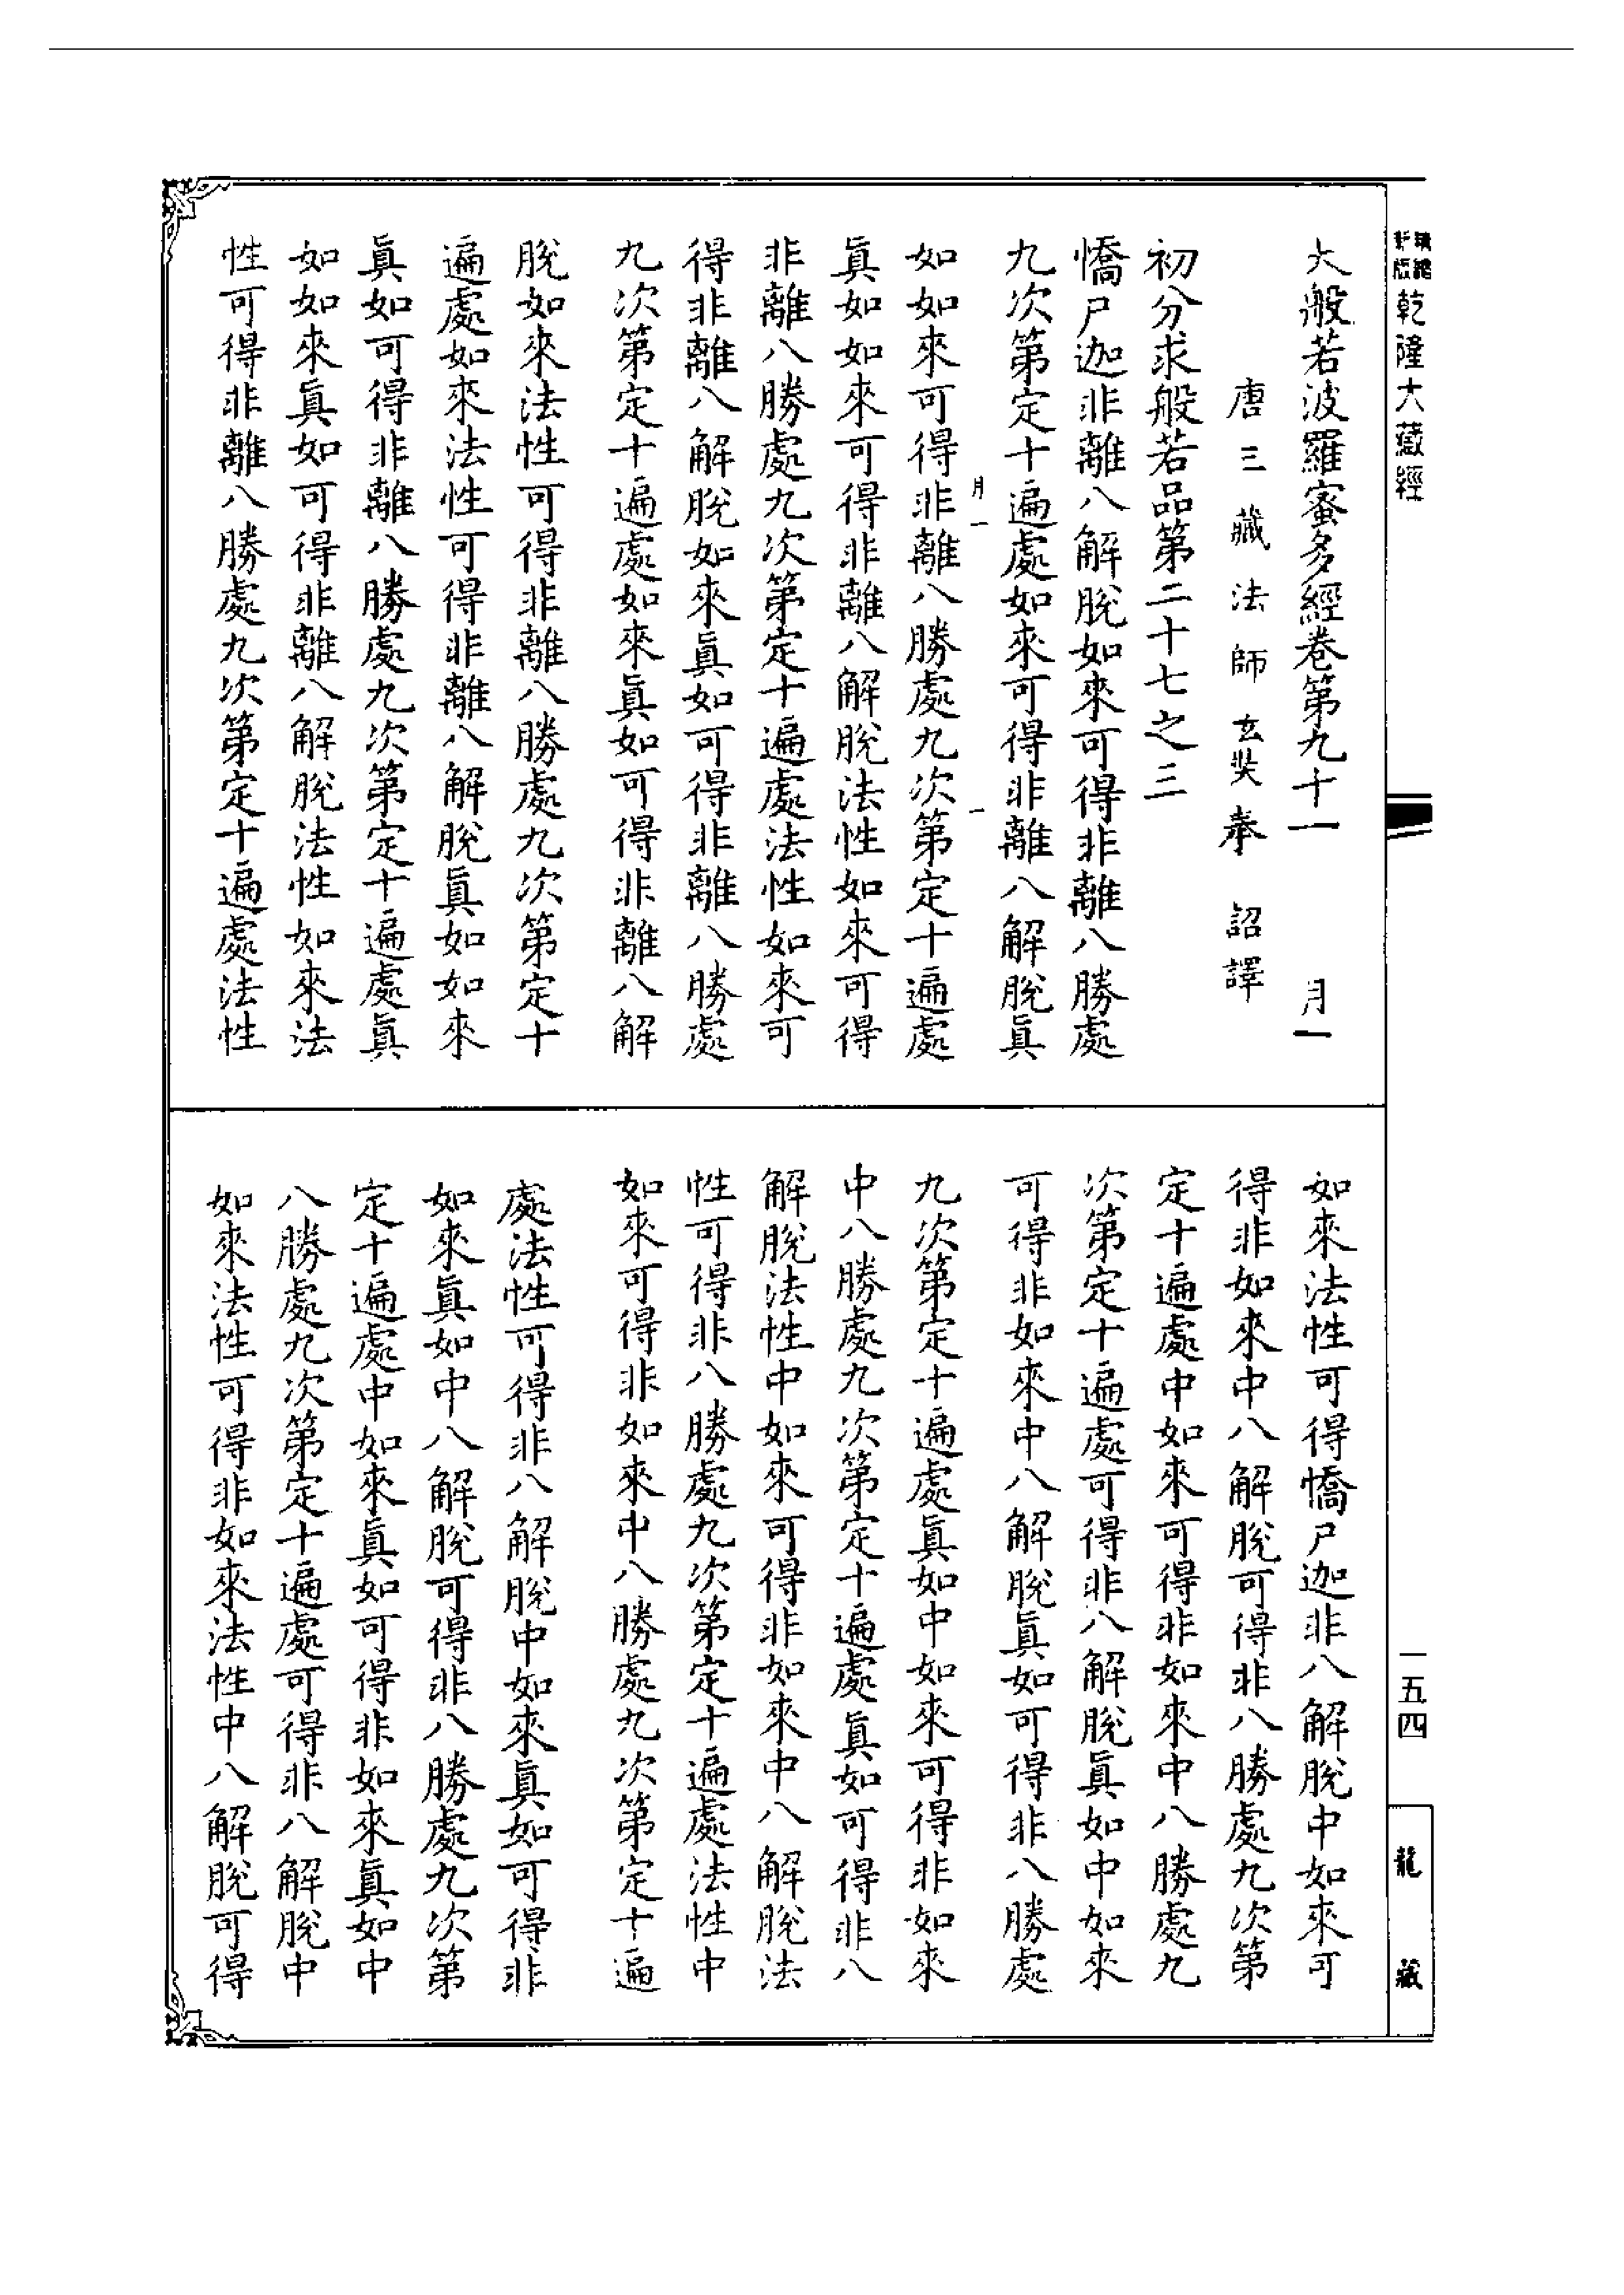 精縮
新版
乾隆大藏經
一五四
龍藏
大般若波羅蜜多經卷第九十一 月一
唐三藏法師玄奘奉 詔譯
初分求般若品第二十七之三
憍尸迦非離八解脫如來可得非離八勝處
九次第定十遍處如來可得非離八解脫眞
月一 一
如如來可得非離八勝處九次第定十遍處
眞如如來可得非離八解脫法性如來可得
非離八勝處九次第定十遍處法性如來可
得非離八解脫如來眞如可得非離八勝處
九次第定十遍處如來眞如可得非離八解
脫如來法性可得非離八勝處九次第定十
遍處如來法性可得非離八解脫眞如如來
眞如可得非離八勝處九次第定十遍處眞
如如來眞如可得非離八解脫法性如來法
性可得非離八勝處九次第定十遍處法性
如來法性可得憍尸迦非八解脫中如來可
得非如來中八解脫可得非八勝處九次第
定十遍處中如來可得非如來中八勝處九
次第定十遍處可得非八解脫眞如中如來
可得非如來中八解脫眞如可得非八勝處
九次第定十遍處眞如中如來可得非如來
中八勝處九次第定十遍處眞如可得非八
解脫法性中如來可得非如來中八解脫法
性可得非八勝處九次第定十遍處法性中
如來可得非如來中八勝處九次第定十遍
處法性可得非八解脫中如來眞如可得非
如來眞如中八解脫可得非八勝處九次第
定十遍處中如來眞如可得非如來眞如中
八勝處九次第定十遍處可得非八解脫中
如來法性可得非如來法性中八解脫可得